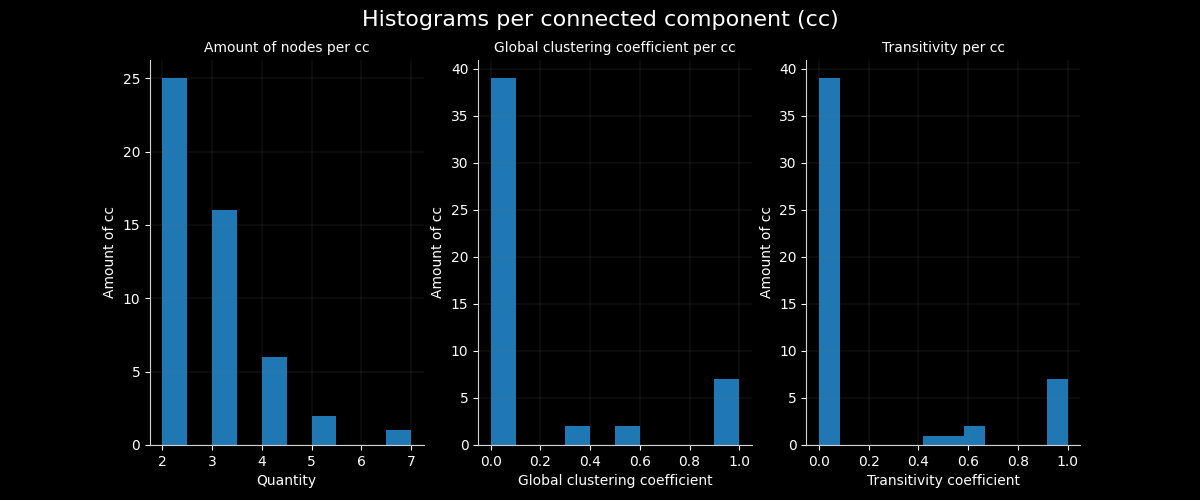 Histograms per connected component (cc)
Amount of nodes per cc
Amount of cc
25
20
15
10
5
0
2 3 4 5 6 7
Quantity
Global clustering coefficient per cc
Amount of cc
40
35
30
25
20
15
10
5
0
0.0 0.2 0.4 0.6 0.8 1.0
Global clustering coefficient
Transitivity per cc
Amount of cc
40
35
30
25
20
15
10
5
0
0.0 0.2 0.4 0.6 0.8 1.0
Transitivity coefficient